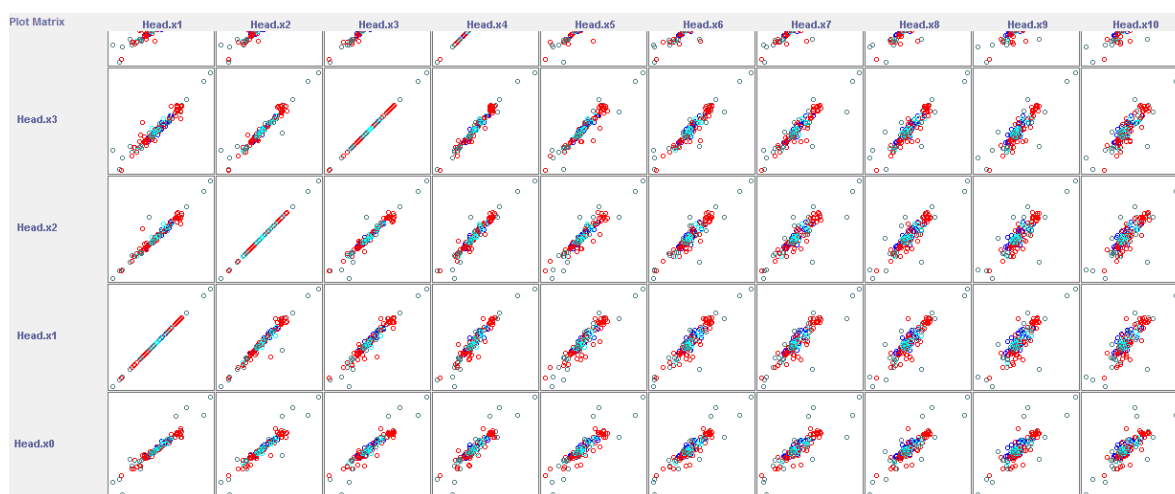 Plot Matrix Head.x1 Head.x2 Head.x3 Head.x4 Head.x5 Head.x6 Head.x7 Head.x8 Head.x9 Head.x10
Head.x3
Head.x2
Head.x1
Head.x0